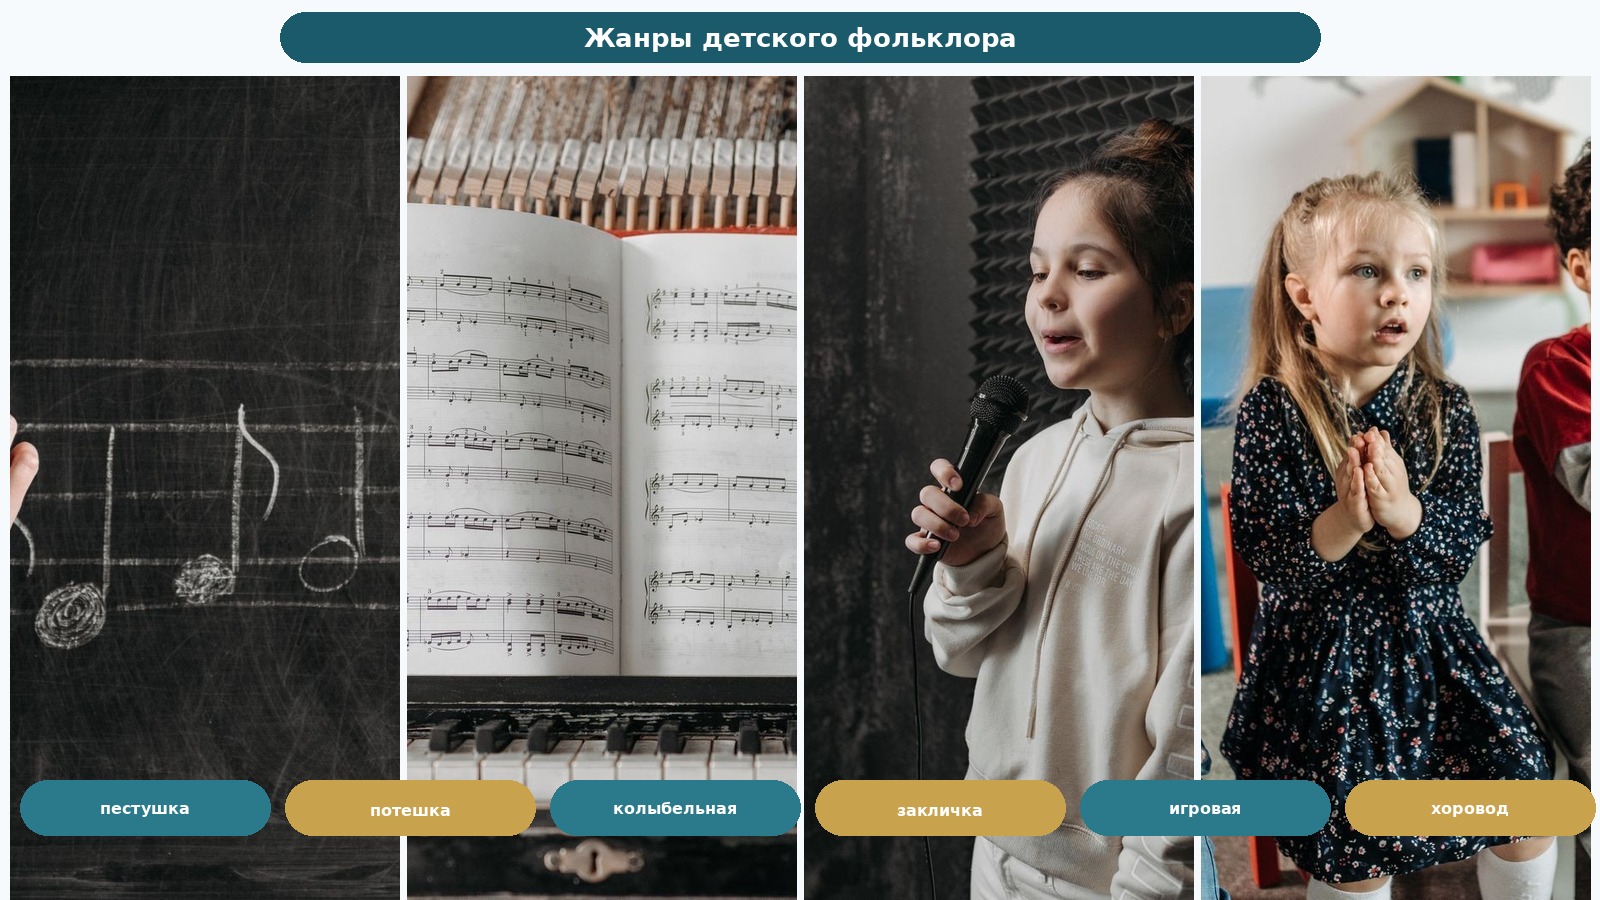 Жанры детского фольклора
пестушка
потешка
колыбельная
закличка
игровая
хоровод